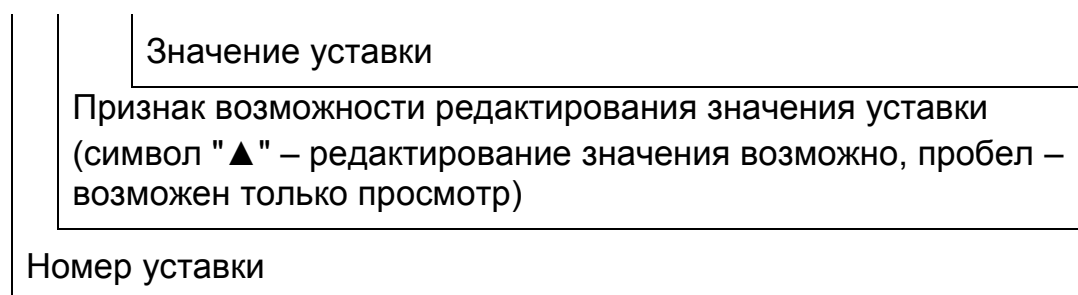 Значение уставки
Признак возможности редактирования значения уставки
(символ "▲" – редактирование значения возможно, пробел –
возможен только просмотр)
Номер уставки